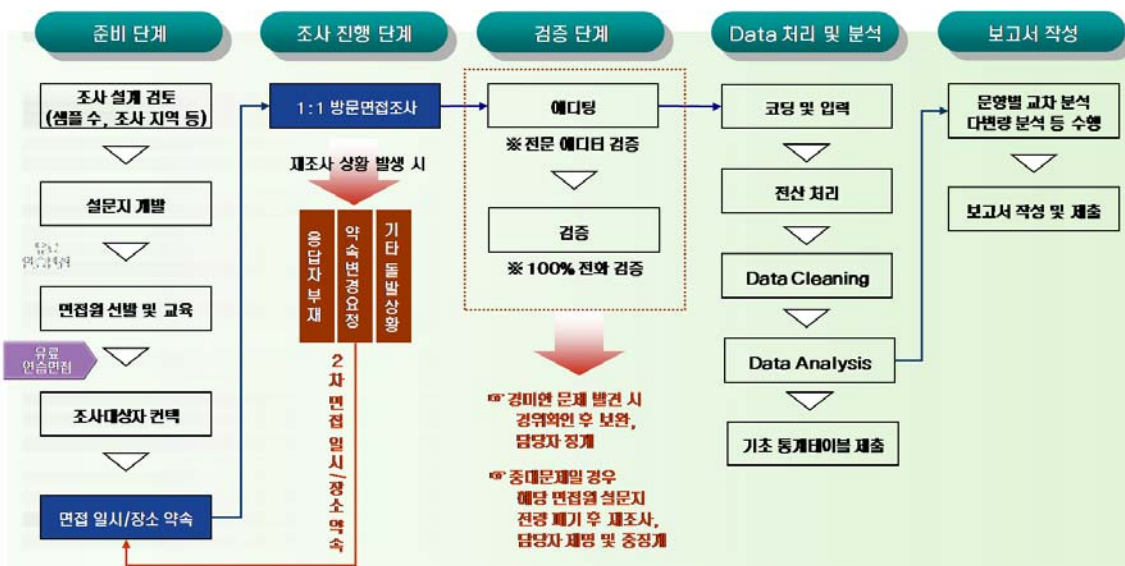 준비 단계
조사 설계 검토
(샘플 수, 조사 지역 등)
설문지 개발
유료
연습면접
면접원 선발 및 교육
유료
연습면접
조사대상자 컨택
면접 일시/장소 약속
조사 진행 단계
1:1 방문면접조사
재조사 상황 발생 시
응답자 부재
약속변경요청
기타 돌발상황
2차 면접 일시/장소 약속
검증 단계
에디팅
※ 전문 에디터 검증
검증
※ 100% 전화 검증
☞ 경미한 문제 발견 시
경위확인 후 보완,
담당자 징계
☞ 중대문제일 경우
해당 면접원 설문지
전량 폐기 후 재조사,
담당자 제명 및 중징계
Data 처리 및 분석
코딩 및 입력
전산 처리
Data Cleaning
Data Analysis
기초 통계테이블 제출
보고서 작성
문항별 교차 분석
다변량 분석 등 수행
보고서 작성 및 제출